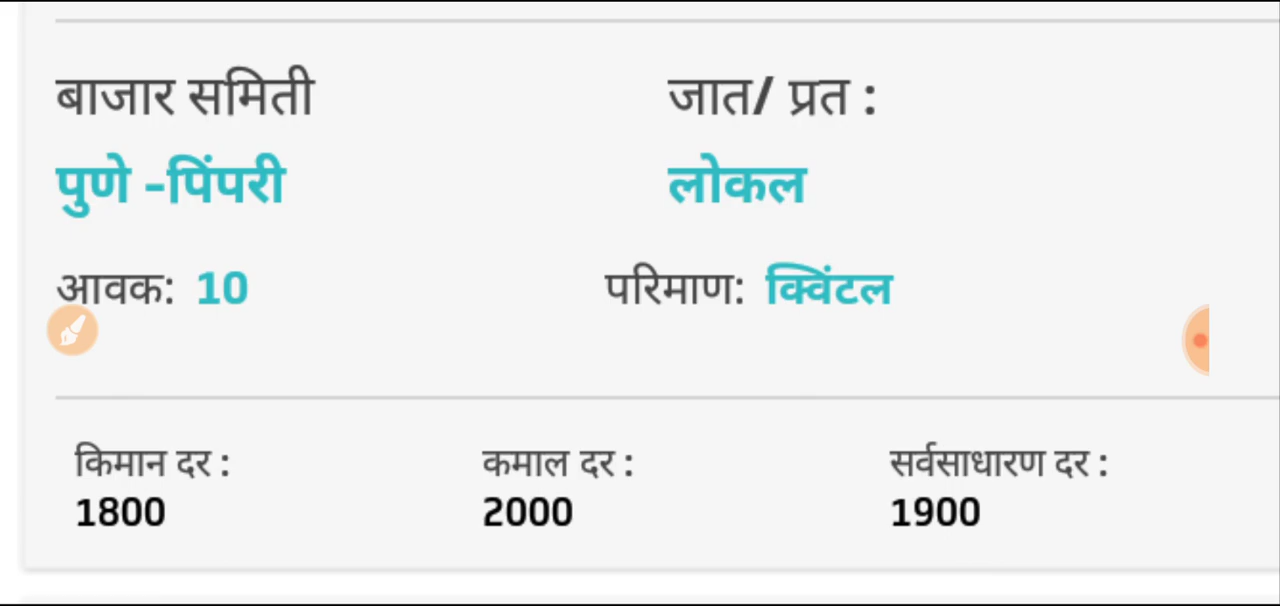 बाजार समिती जात/ प्रत :
पुणे -पिंपरी लोकल
आवक: 10 परिमाण: क्विंटल
किमान दर : कमाल दर : सर्वसाधारण दर :
1800 2000 1900